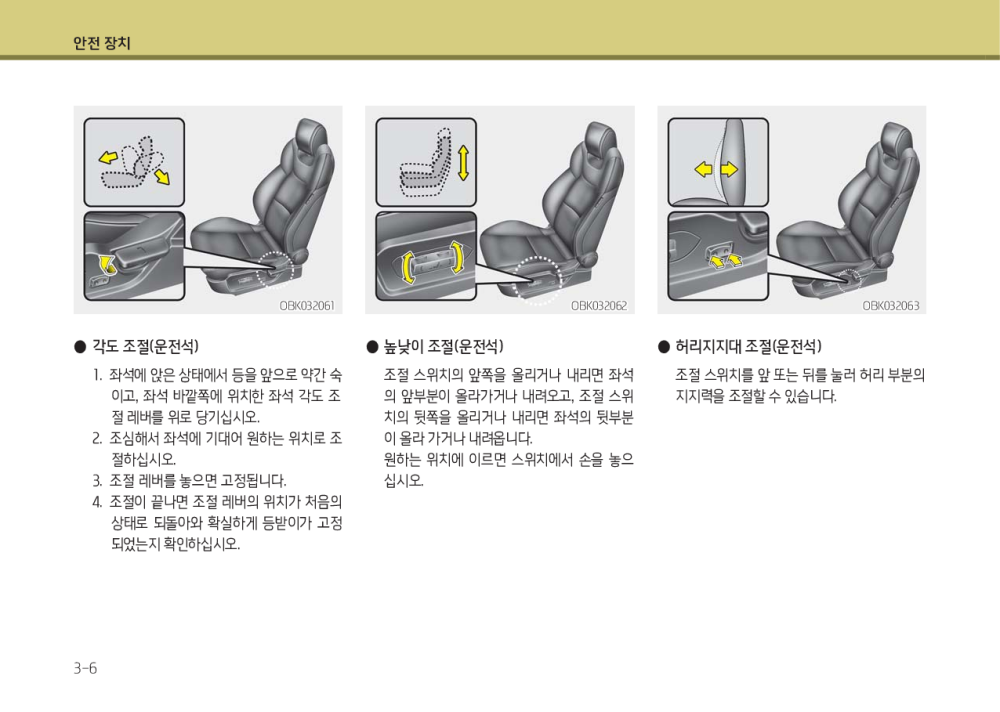 안전 장치
OBK032061
OBK032062
OBK032063
● 각도 조절(운전석)
1. 좌석에 앉은 상태에서 등을 앞으로 약간 숙
이고, 좌석 바깥쪽에 위치한 좌석 각도 조
절 레버를 위로 당기십시오.
2. 조심해서 좌석에 기대어 원하는 위치로 조
절하십시오.
3. 조절 레버를 놓으면 고정됩니다.
4. 조절이 끝나면 조절 레버의 위치가 처음의
상태로 되돌아와 확실하게 등받이가 고정
되었는지 확인하십시오.
● 높낮이 조절(운전석)
조절 스위치의 앞쪽을 올리거나 내리면 좌석
의 앞부분이 올라가거나 내려오고, 조절 스위
치의 뒷쪽을 올리거나 내리면 좌석의 뒷부분
이 올라 가거나 내려옵니다.
원하는 위치에 이르면 스위치에서 손을 놓으
십시오.
● 허리지지대 조절(운전석)
조절 스위치를 앞 또는 뒤를 눌러 허리 부분의
지지력을 조절할 수 있습니다.
3-6